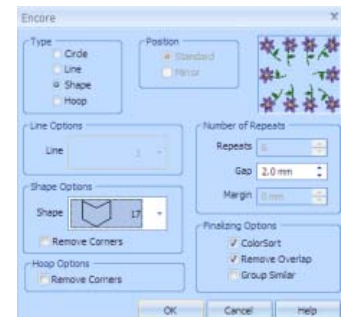 Encore
Type
Circle
Line
Shape
Hoop
Position
Standard
Mirror
Line Options
Line 1
Shape Options
Shape 17
Remove Corners
Hoop Options
Remove Corners
Number of Repeats
Repeats 6
Gap 2.0 mm
Margin 0 mm
Finalizing Options
ColorSort
Remove Overlap
Group Similar
OK Cancel Help